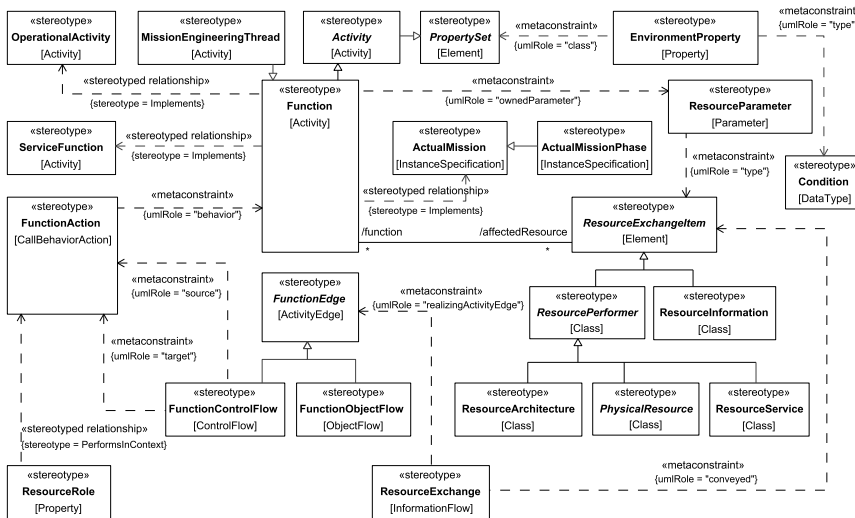 «stereotype»
OperationalActivity
[Activity]
«stereotype»
MissionEngineeringThread
[Activity]
«stereotype»
Activity
[Activity]
«stereotype»
PropertySet
[Element]
«metaconstraint»
{umlRole = "class"}
«stereotype»
EnvironmentProperty
[Property]
«metaconstraint»
{umlRole = "type"}
«stereotyped relationship»
{stereotype = Implements}
«stereotype»
Function
[Activity]
«metaconstraint»
{umlRole = "ownedParameter"}
«stereotype»
ResourceParameter
[Parameter]
«stereotype»
ServiceFunction
[Activity]
«stereotyped relationship»
{stereotype = Implements}
«stereotype»
ActualMission
[InstanceSpecification]
«stereotype»
ActualMissionPhase
[InstanceSpecification]
«metaconstraint»
{umlRole = "type"}
«stereotype»
Condition
[DataType]
«stereotyped relationship»
{stereotype = Implements}
«stereotype»
FunctionAction
[CallBehaviorAction]
«metaconstraint»
{umlRole = "behavior"}
/function
*
/affectedResource
*
«stereotype»
ResourceExchangeItem
[Element]
«metaconstraint»
{umlRole = "source"}
«stereotype»
FunctionEdge
[ActivityEdge]
«metaconstraint»
{umlRole = "realizingActivityEdge"}
«stereotype»
ResourcePerformer
[Class]
«stereotype»
ResourceInformation
[Class]
«metaconstraint»
{umlRole = "target"}
«stereotype»
FunctionControlFlow
[ControlFlow]
«stereotype»
FunctionObjectFlow
[ObjectFlow]
«stereotype»
ResourceArchitecture
[Class]
«stereotype»
PhysicalResource
[Class]
«stereotype»
ResourceService
[Class]
«stereotyped relationship»
{stereotype = PerformsInContext}
«stereotype»
ResourceRole
[Property]
«stereotype»
ResourceExchange
[InformationFlow]
«metaconstraint»
{umlRole = "conveyed"}